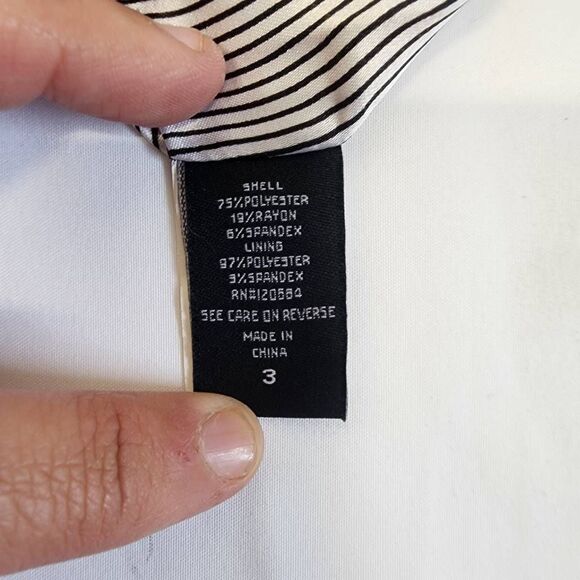 SHELL
75%POLYESTER
19%RAYON
6%SPANDEX
LINING
97%POLYESTER
3%SPANDEX
RN#120664
SEE CARE ON REVERSE
MADE IN
CHINA
3